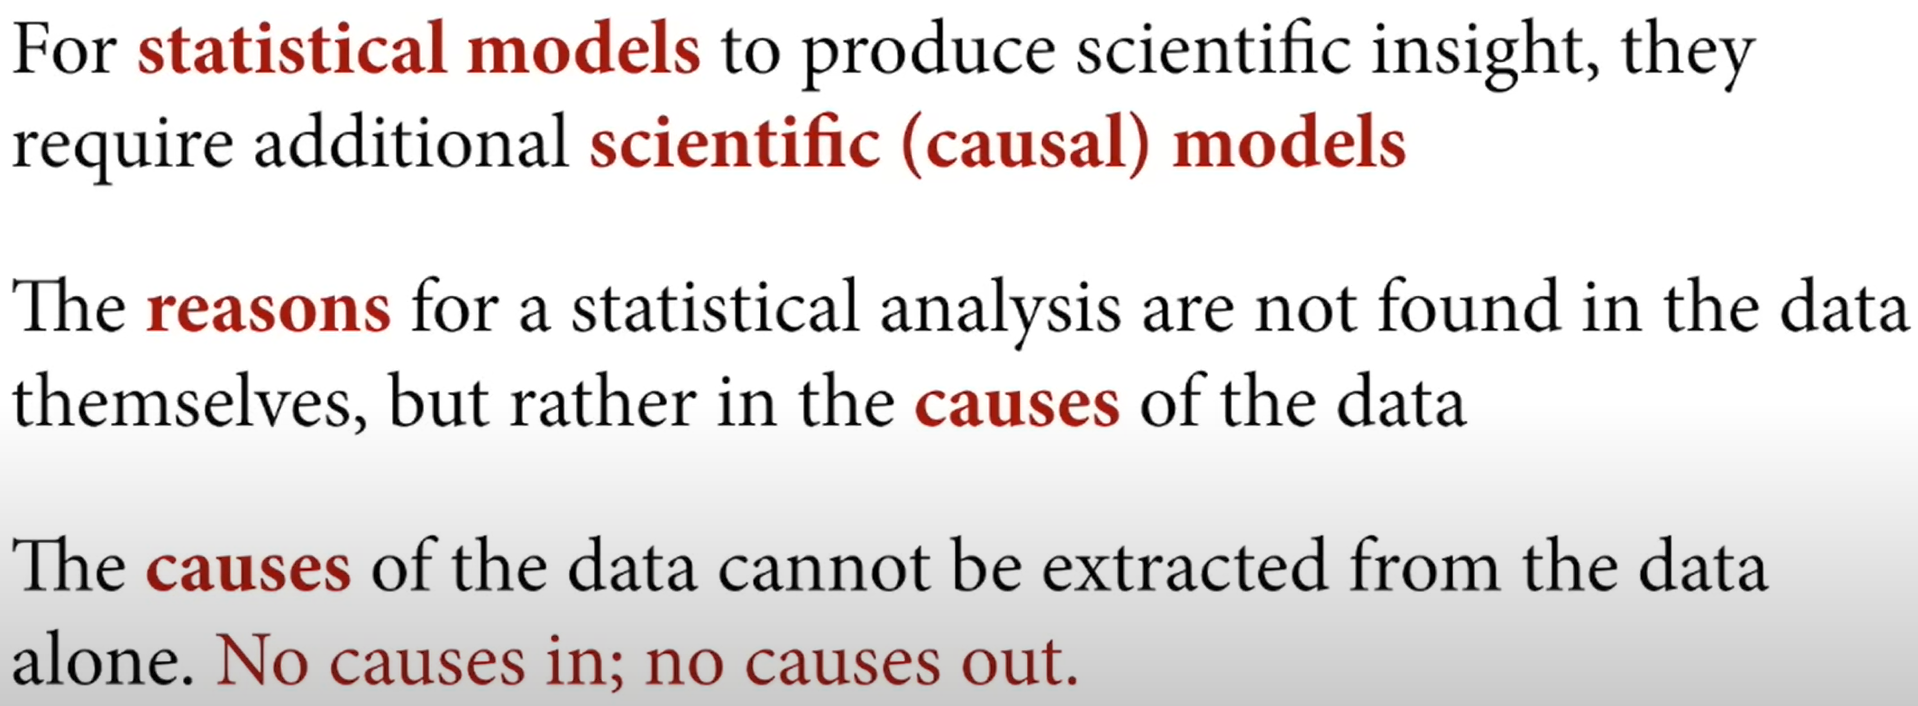 For statistical models to produce scientific insight, they
require additional scientific (causal) models
The reasons for a statistical analysis are not found in the data
themselves, but rather in the causes of the data
The causes of the data cannot be extracted from the data
alone. No causes in; no causes out.